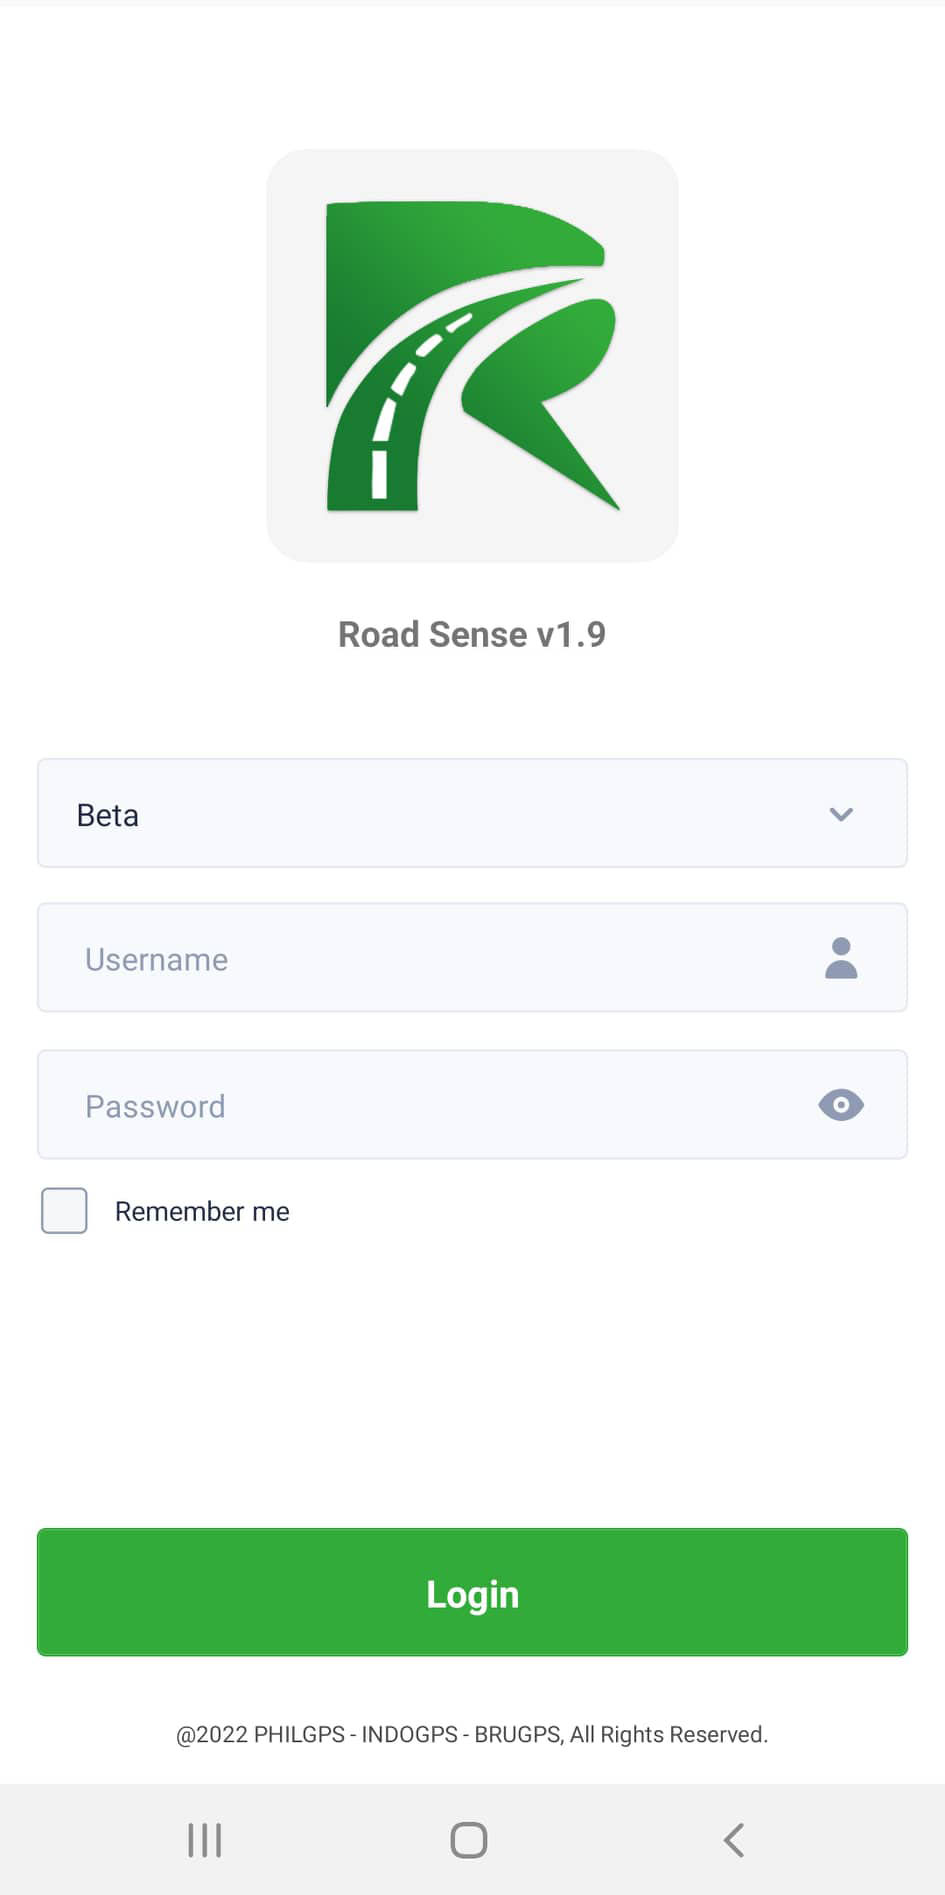 Road Sense v1.9
Beta
Username
Password
Remember me
Login
@2022 PHILGPS - INDOGPS - BRUGPS, All Rights Reserved.